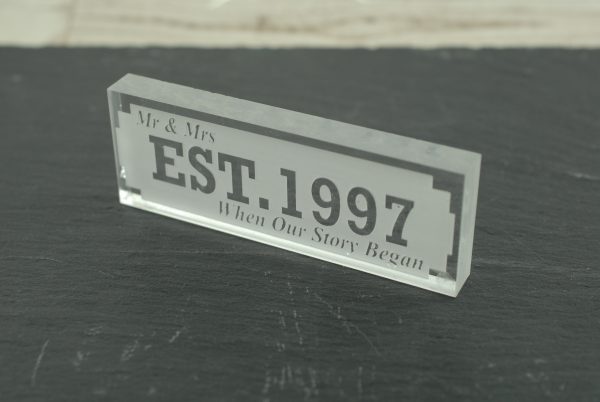 Mr & Mrs
EST.1997
When Our Story Began